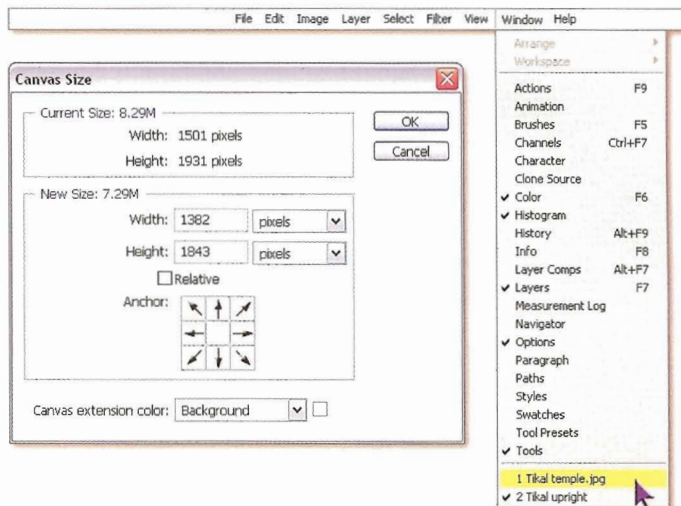 File Edit Image Layer Select Filter View Window Help
Canvas Size
Current Size: 8.29M
Width: 1501 pixels
Height: 1931 pixels
OK
Cancel
New Size: 7.29M
Width: 1382 pixels
Height: 1843 pixels
Relative
Anchor:
Canvas extension color: Background
Arrange
Workspace
Actions F9
Animation
Brushes F5
Channels Ctrl+F7
Character
Clone Source
Color F6
Histogram
History Alt+F9
Info F8
Layer Comps Alt+F7
Layers F7
Measurement Log
Navigator
Options
Paragraph
Paths
Styles
Swatches
Tool Presets
Tools
1 Tikal temple.jpg
2 Tikal upright